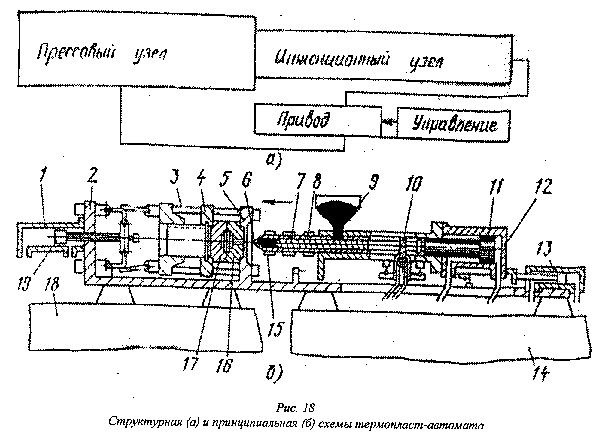 Прессовый узел
Инжекционный узел
Привод
Управление
а)
1 2 3 4 5 6 7 8 9 10 11 12
13
19
18
15
17 16
14
б)
Рис. 18
Структурная (а) и принципиальная (б) схемы термопласт-автомата